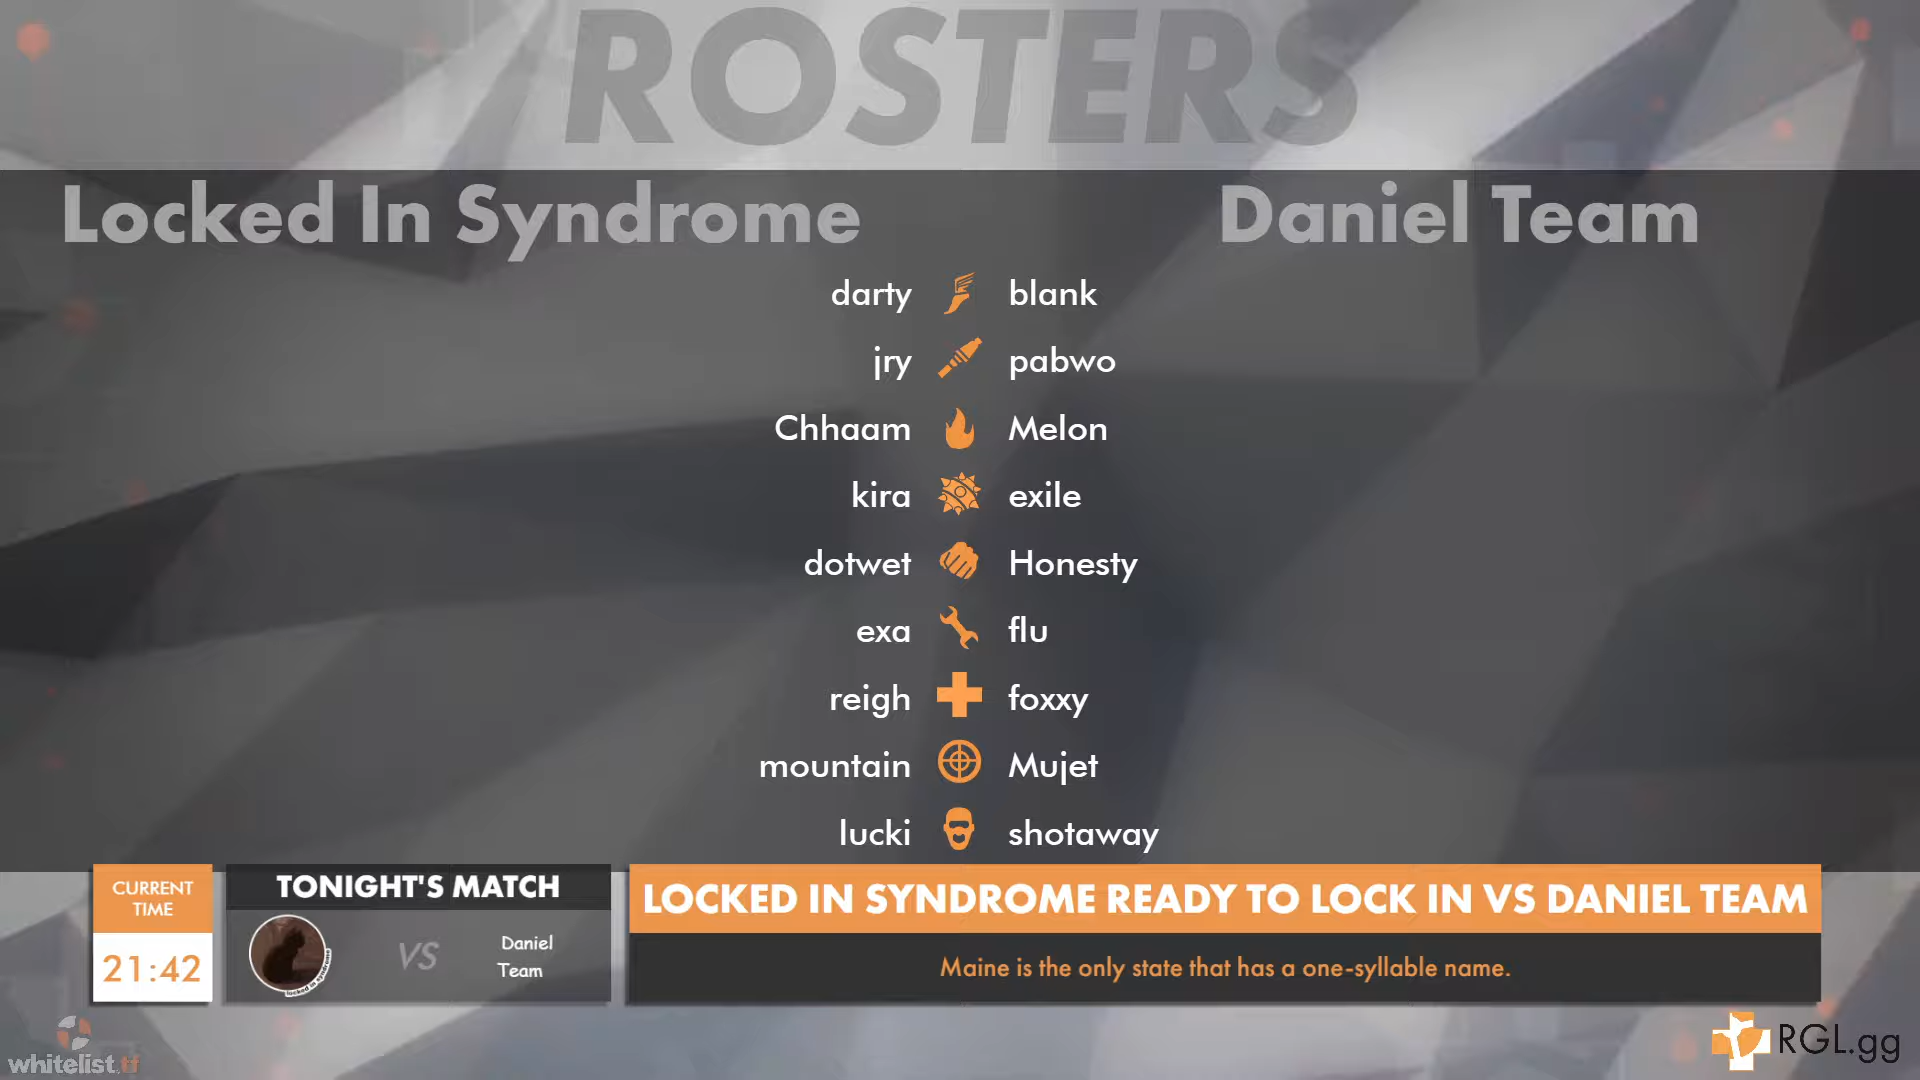 ROSTERS
Locked In Syndrome
Daniel Team
darty blank
jry pabwo
Chhaam Melon
kira exile
dotwet Honesty
exa flu
reigh foxxy
mountain Mujet
lucki shotaway
CURRENT
TIME
21:42
TONIGHT'S MATCH
locked in syndrome
VS
Daniel
Team
LOCKED IN SYNDROME READY TO LOCK IN VS DANIEL TEAM
Maine is the only state that has a one-syllable name.
whitelist.tf
RGL.gg